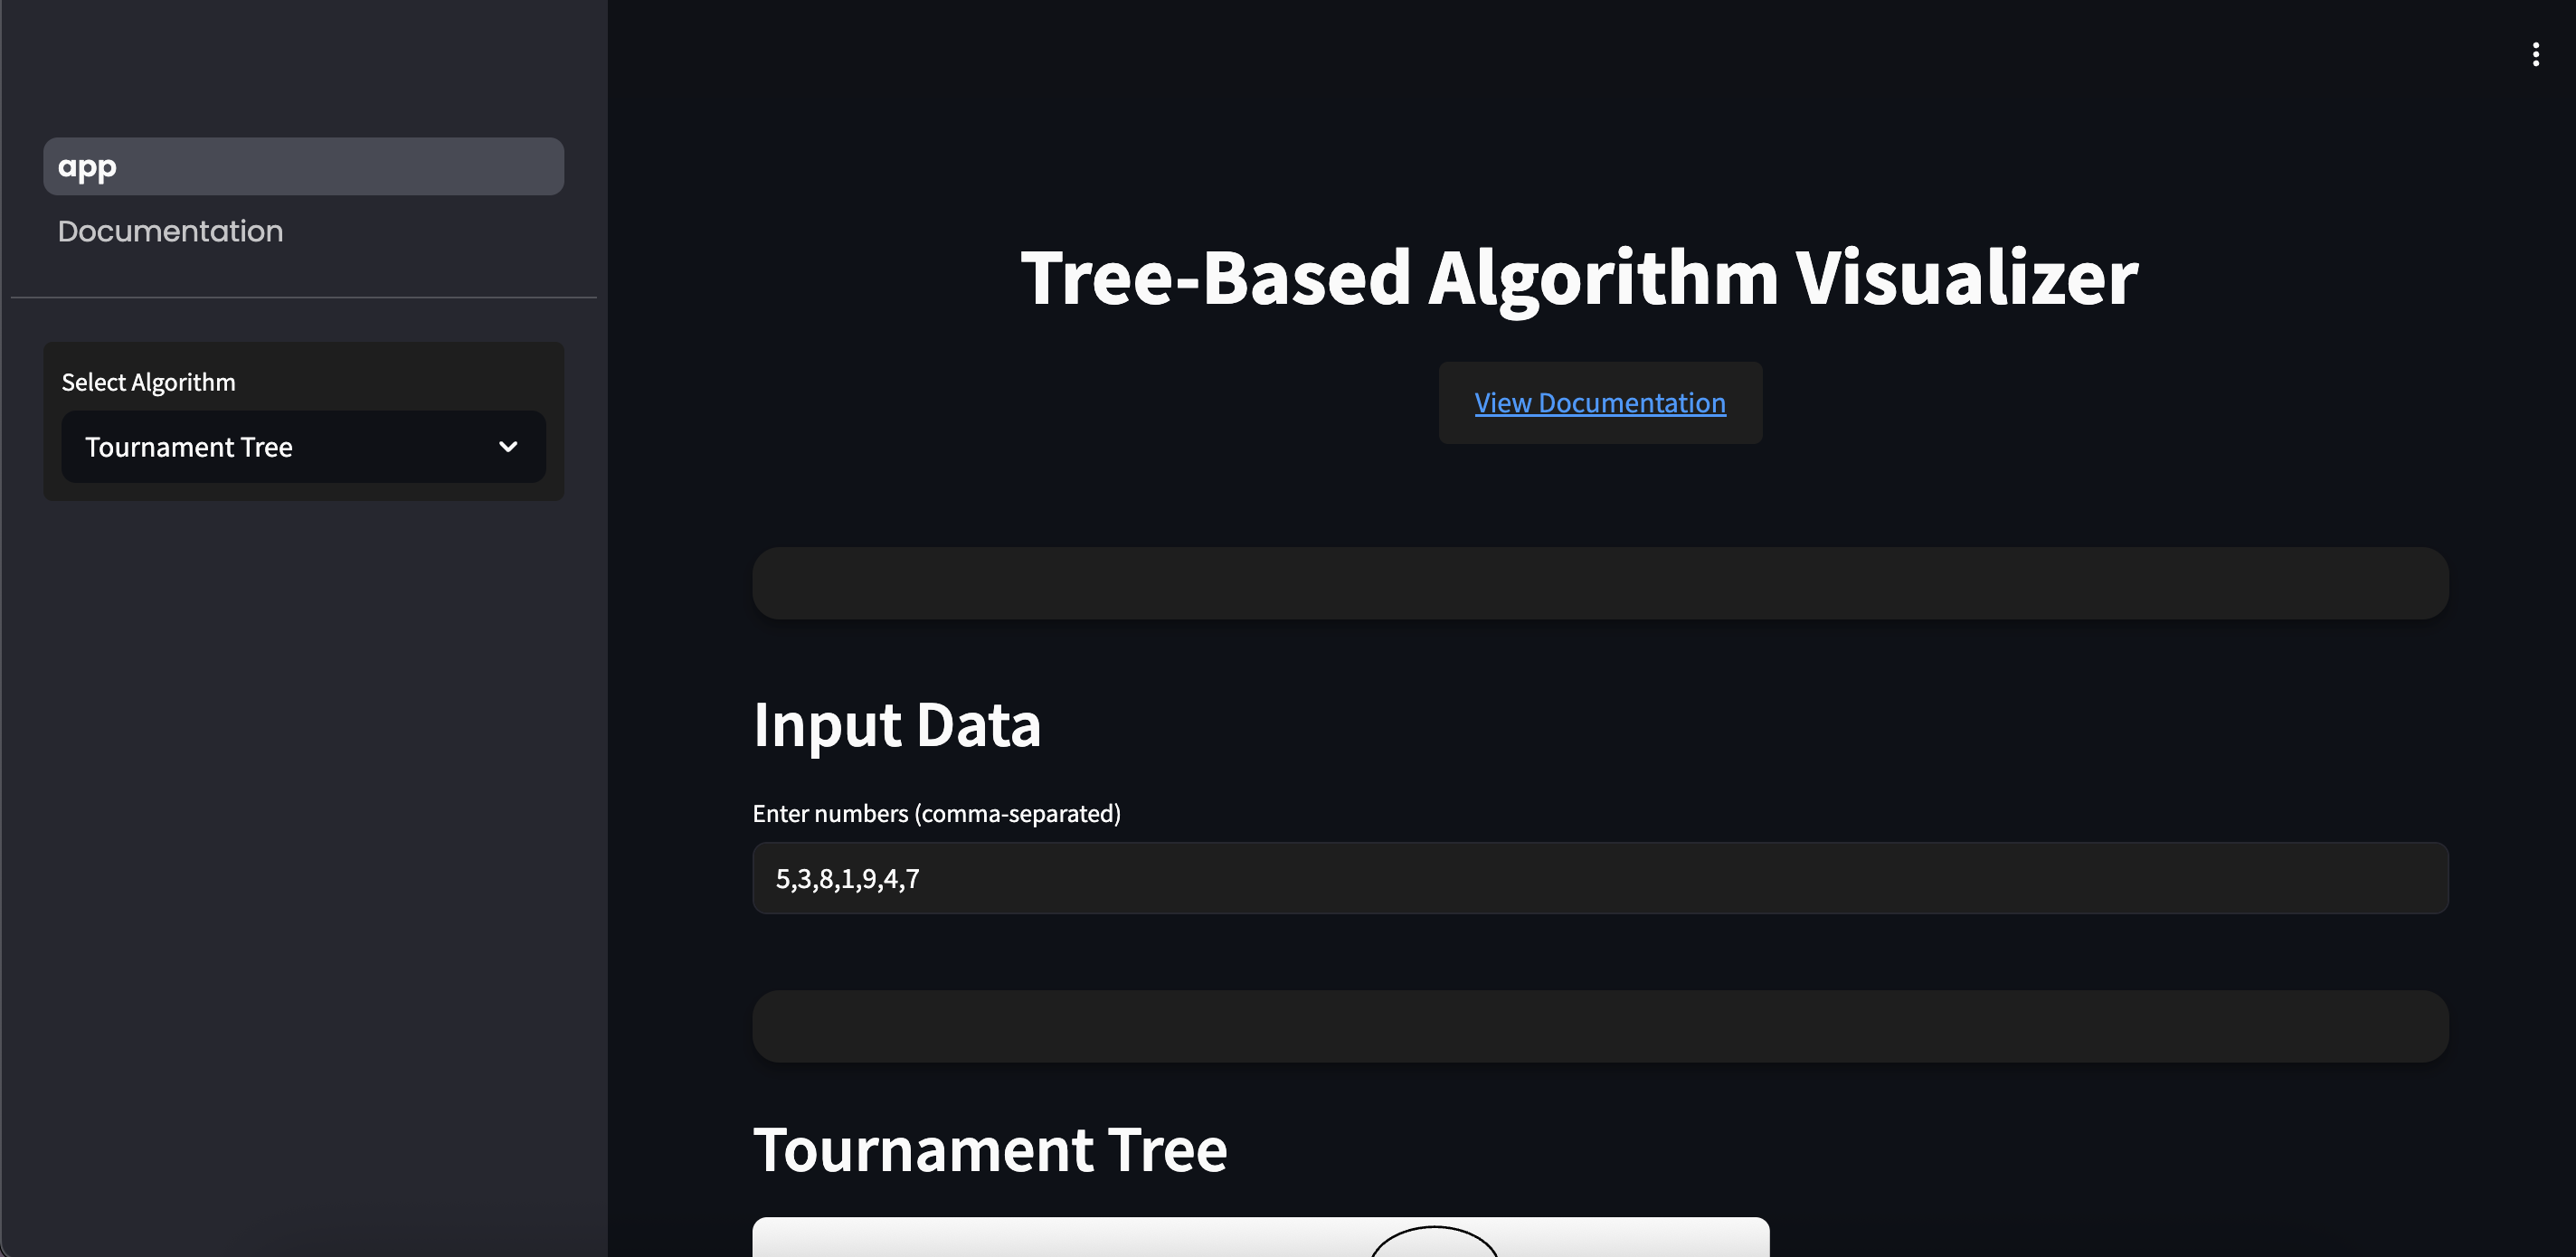 app
Documentation
Select Algorithm
Tournament Tree
Tree-Based Algorithm Visualizer
View Documentation
Input Data
Enter numbers (comma-separated)
5,3,8,1,9,4,7
Tournament Tree